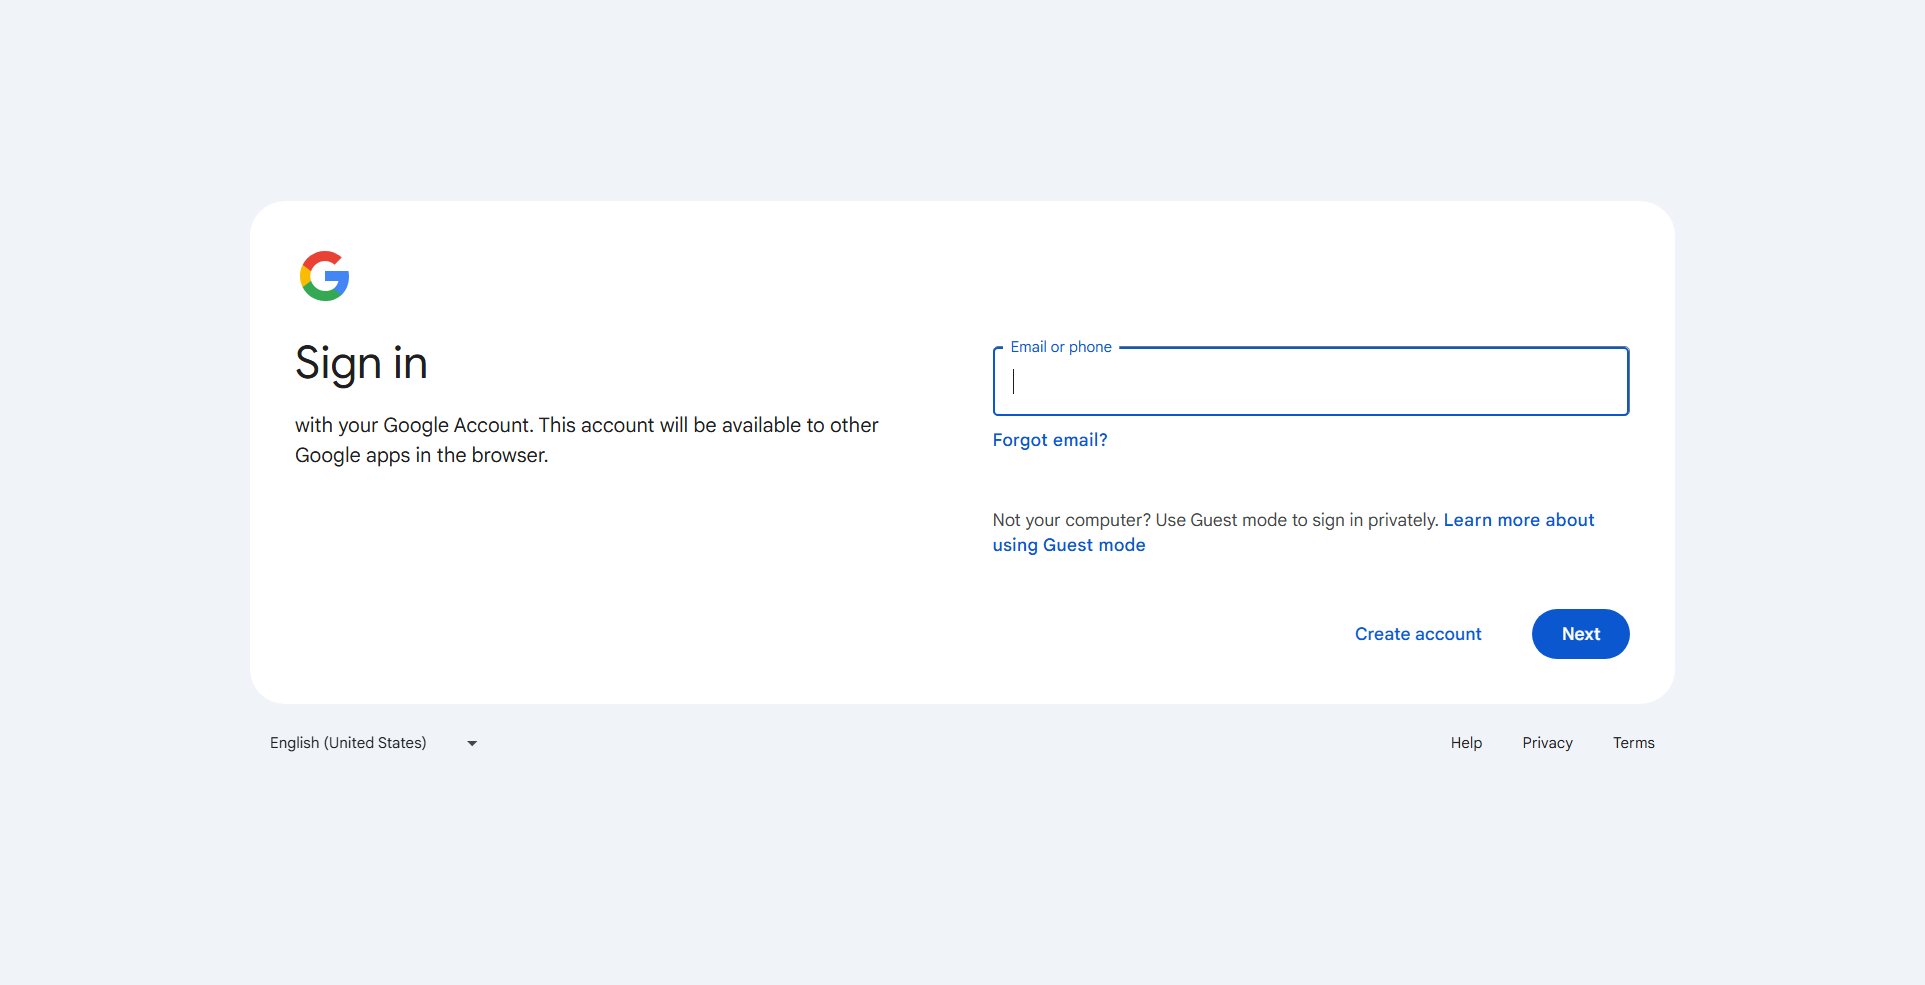 Sign in
with your Google Account. This account will be available to other
Google apps in the browser.
Email or phone
Forgot email?
Not your computer? Use Guest mode to sign in privately. Learn more about
using Guest mode
Create account
Next
English (United States)
Help
Privacy
Terms